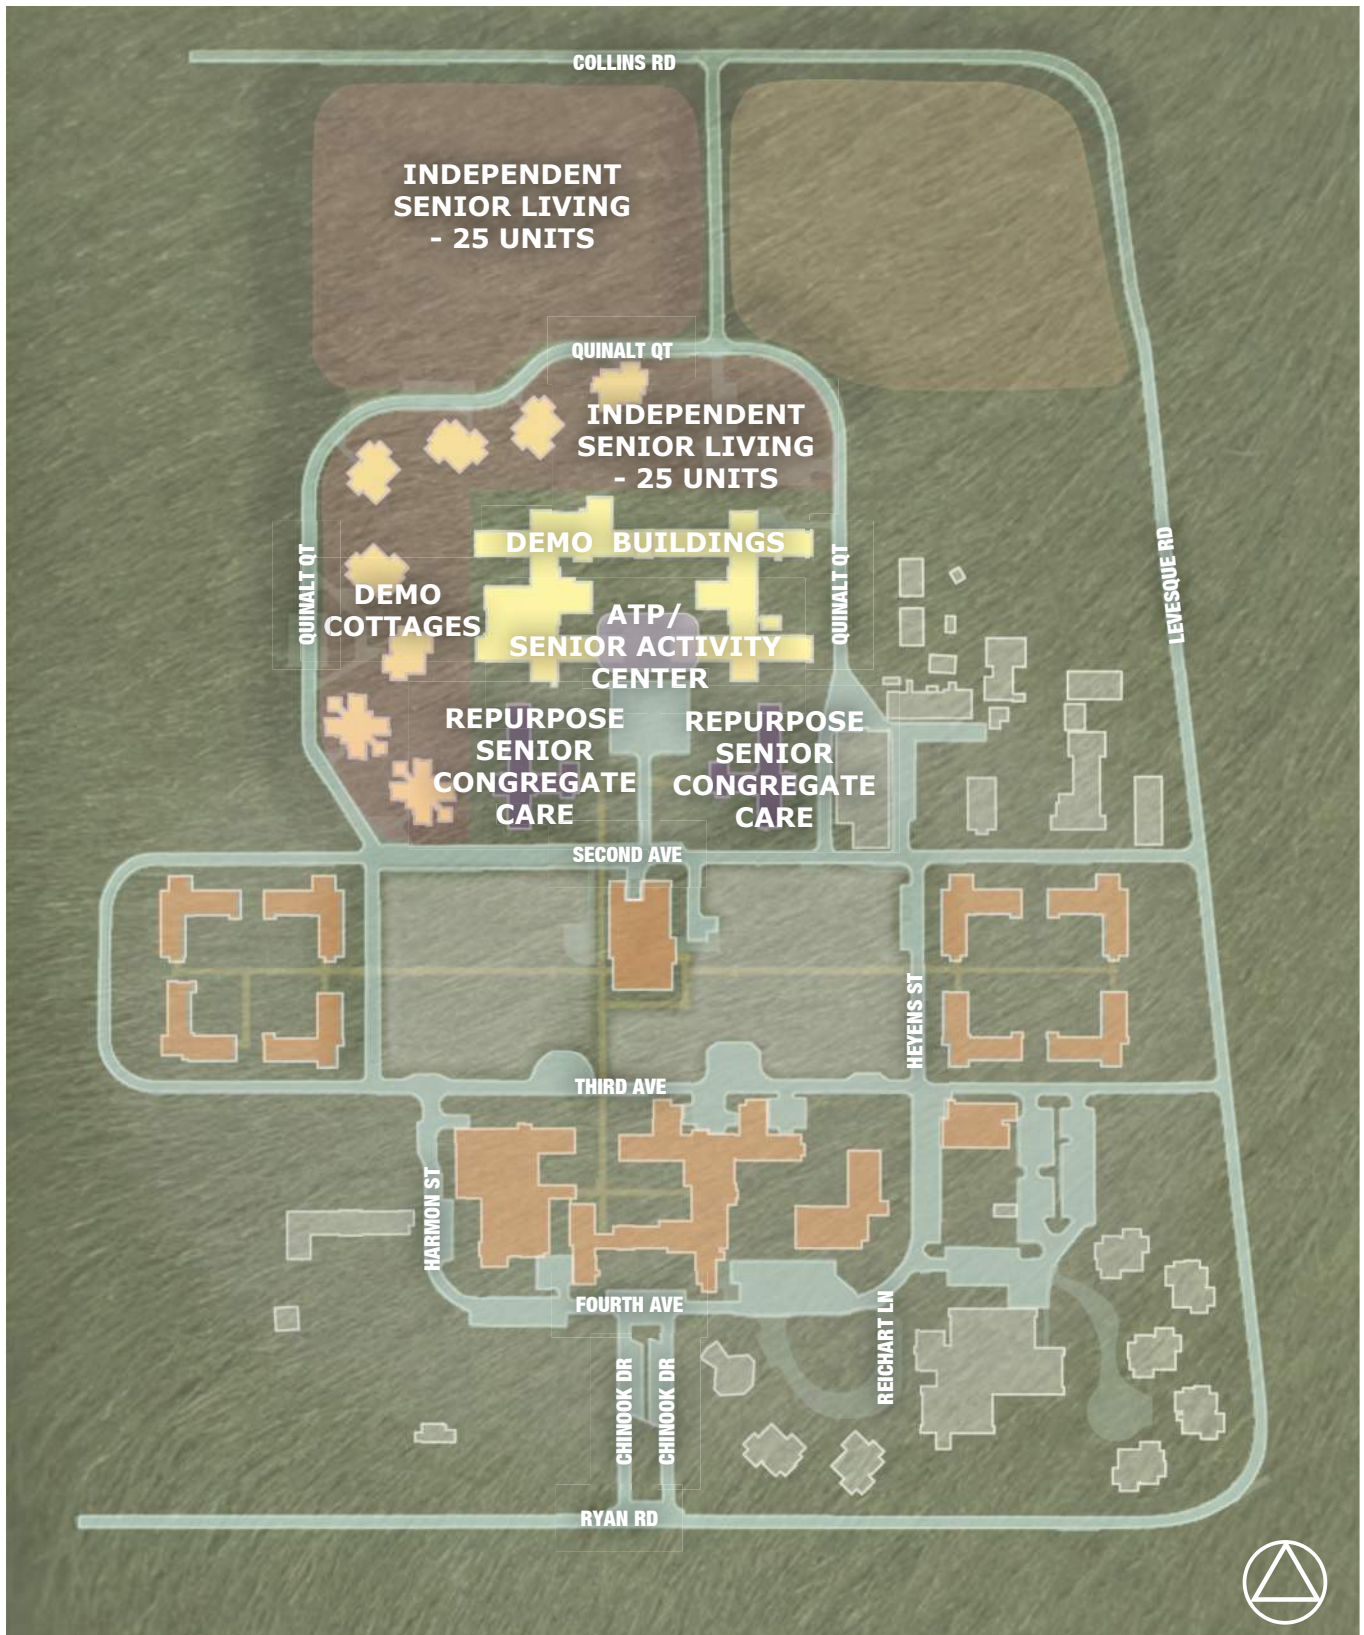 COLLINS RD
INDEPENDENT
SENIOR LIVING
- 25 UNITS
QUINALT QT
INDEPENDENT
SENIOR LIVING
- 25 UNITS
DEMO BUILDINGS
QUINALT QT
DEMO
COTTAGES
ATP/
SENIOR ACTIVITY
CENTER
QUINALT QT
LEVESQUE RD
REPURPOSE
SENIOR
CONGREGATE
CARE
REPURPOSE
SENIOR
CONGREGATE
CARE
SECOND AVE
HEYENS ST
THIRD AVE
HARMON ST
FOURTH AVE
REICHART LN
CHINOOK DR
CHINOOK DR
RYAN RD